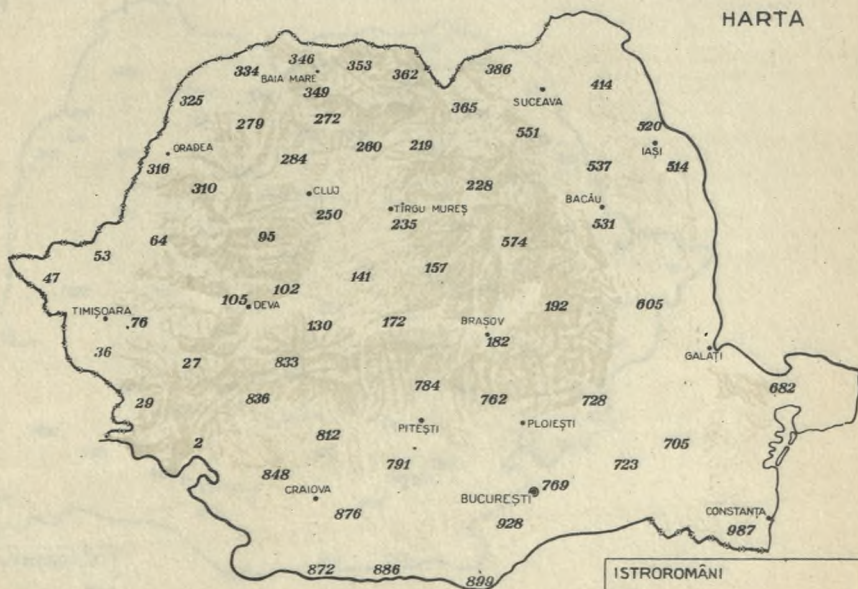 HARTA
346 353
334 362 386
BAIA MARE
414
349 SUCEAVA
325 365
272
279 551 520
ORADEA 260 219 IAȘI
316 284 537 514
310 228
CLUJ BACĂU
250 TÎRGU MUREȘ
235 531
64 95 574
53
47 141 157
102
105 DEVA 192 605
TIMIȘOARA
76 130 172 BRAȘOV
182
36 GALAȚI
27 833
784 682
29 836 762 728
PITEȘTI PLOIEȘTI
2 812 705
791 723
848
CRAIOVA BUCUREȘTI 769
876 CONSTANȚA
928 987
872 886 899
ISTROROMÂNI